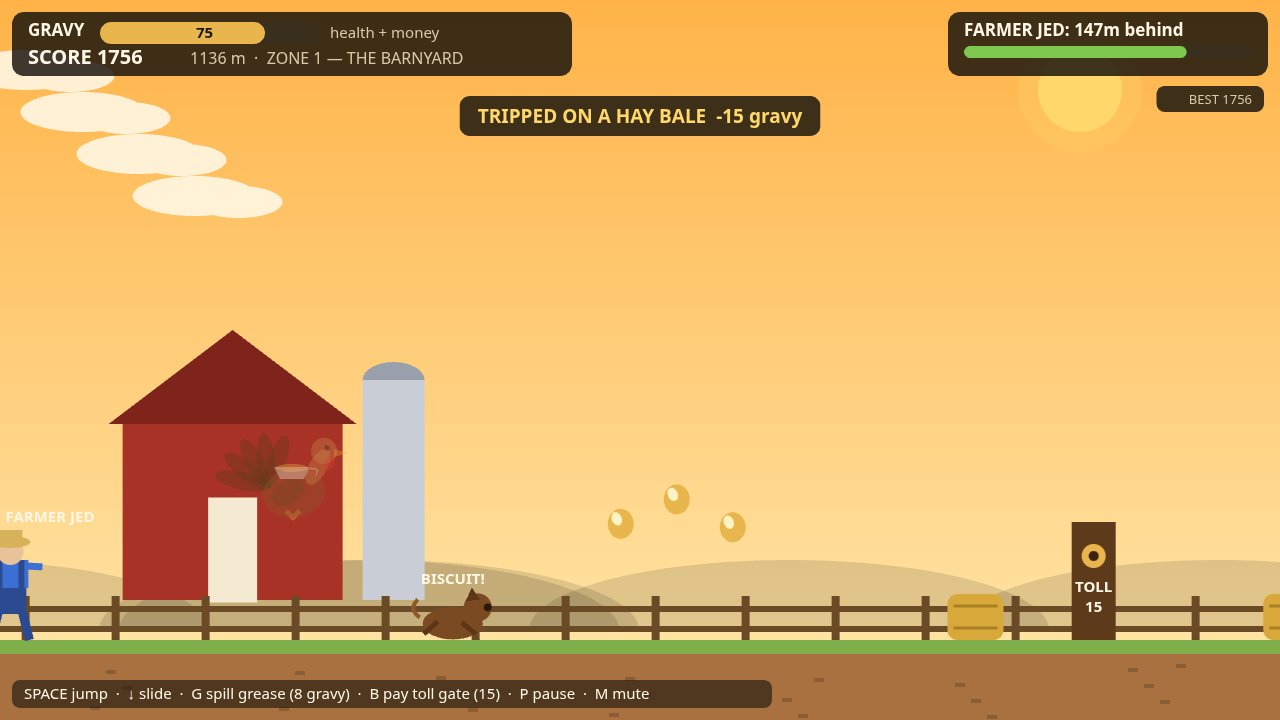 GRAVY 75 health + money
SCORE 1756 1136 m · ZONE 1 — THE BARNYARD
FARMER JED: 147m behind
BEST 1756
TRIPPED ON A HAY BALE -15 gravy
FARMER JED
BISCUIT!
TOLL
15
SPACE jump · ↓ slide · G spill grease (8 gravy) · B pay toll gate (15) · P pause · M mute